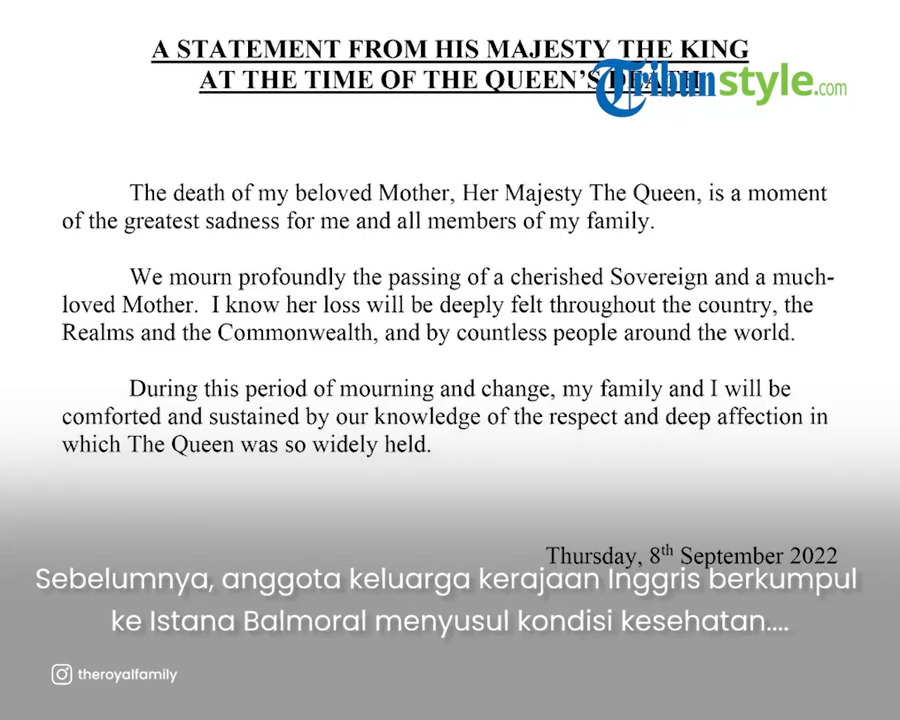 A STATEMENT FROM HIS MAJESTY THE KING
AT THE TIME OF THE QUEEN'S DEATH
Tribunstyle.com
The death of my beloved Mother, Her Majesty The Queen, is a moment
of the greatest sadness for me and all members of my family.
We mourn profoundly the passing of a cherished Sovereign and a much-
loved Mother. I know her loss will be deeply felt throughout the country, the
Realms and the Commonwealth, and by countless people around the world.
During this period of mourning and change, my family and I will be
comforted and sustained by our knowledge of the respect and deep affection in
which The Queen was so widely held.
Thursday, 8th September 2022
Sebelumnya, anggota keluarga kerajaan Inggris berkumpul
ke Istana Balmoral menyusul kondisi kesehatan....
theroyalfamily